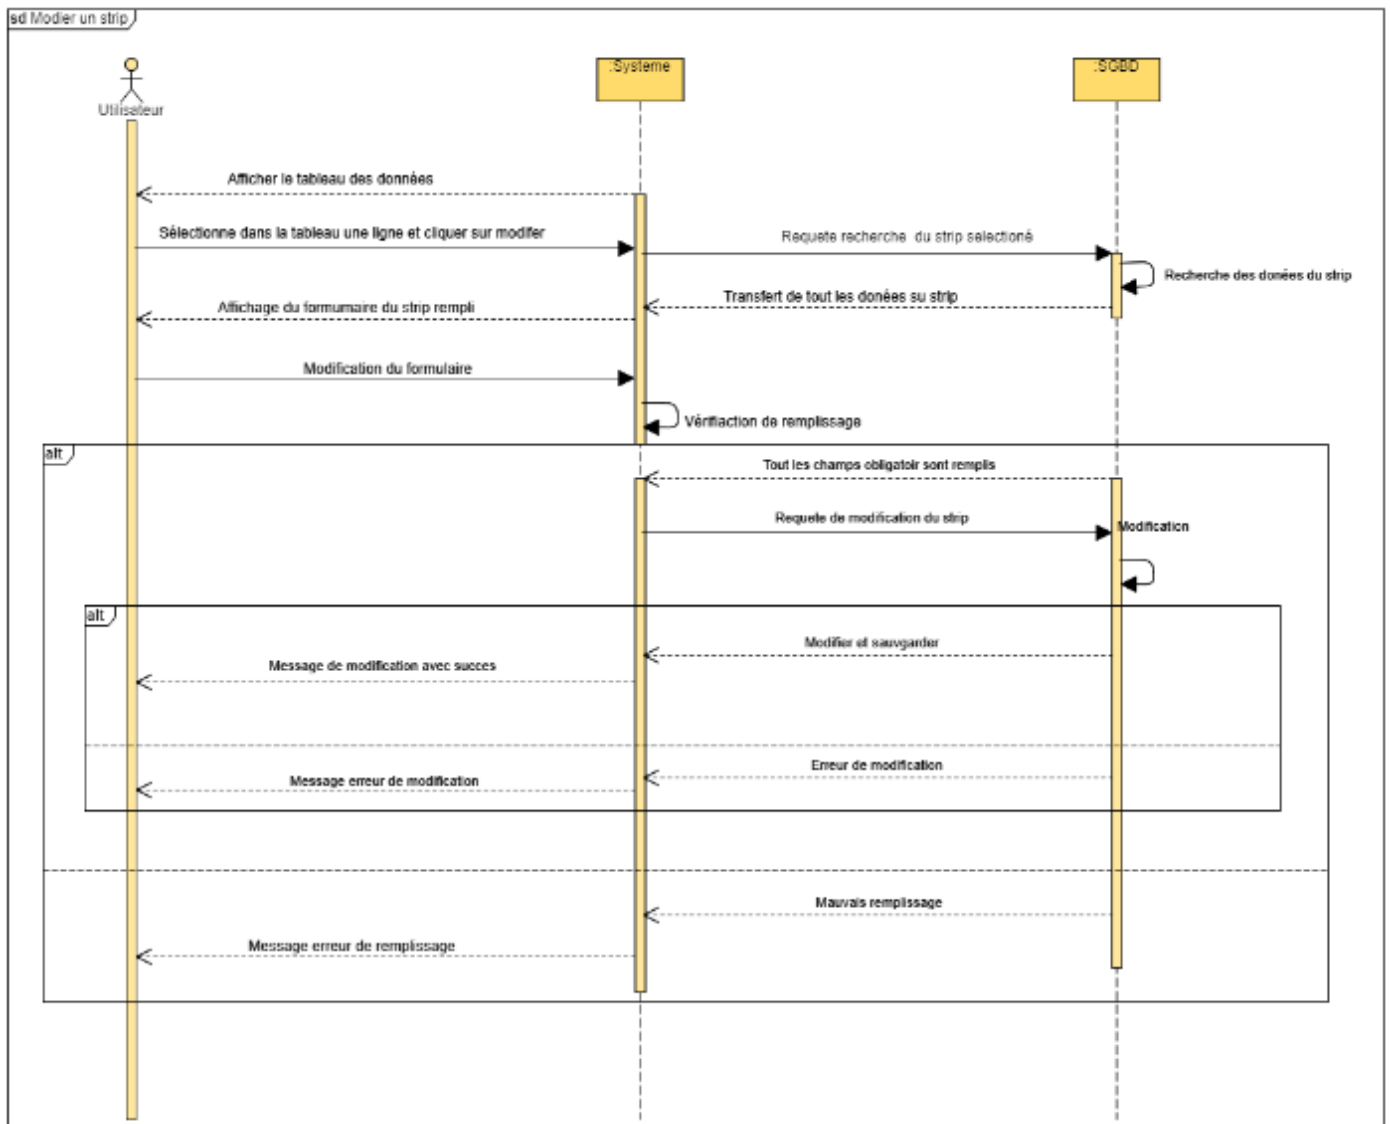 sd Modier un strip
:Systeme
:SGBD
Utilisateur
Afficher le tableau des données
Sélectionne dans la tableau une ligne et cliquer sur modifer
Requete recherche du strip selectioné
Recherche des donées du strip
Transfert de tout les donées su strip
Affichage du formumaire du strip rempli
Modification du formulaire
Vérifiaction de remplissage
alt
Tout les champs obligatoir sont remplis
Requete de modification du strip
Modification
alt
Modifier et sauvgarder
Message de modification avec succes
Erreur de modification
Message erreur de modification
Mauvais remplissage
Message erreur de remplissage